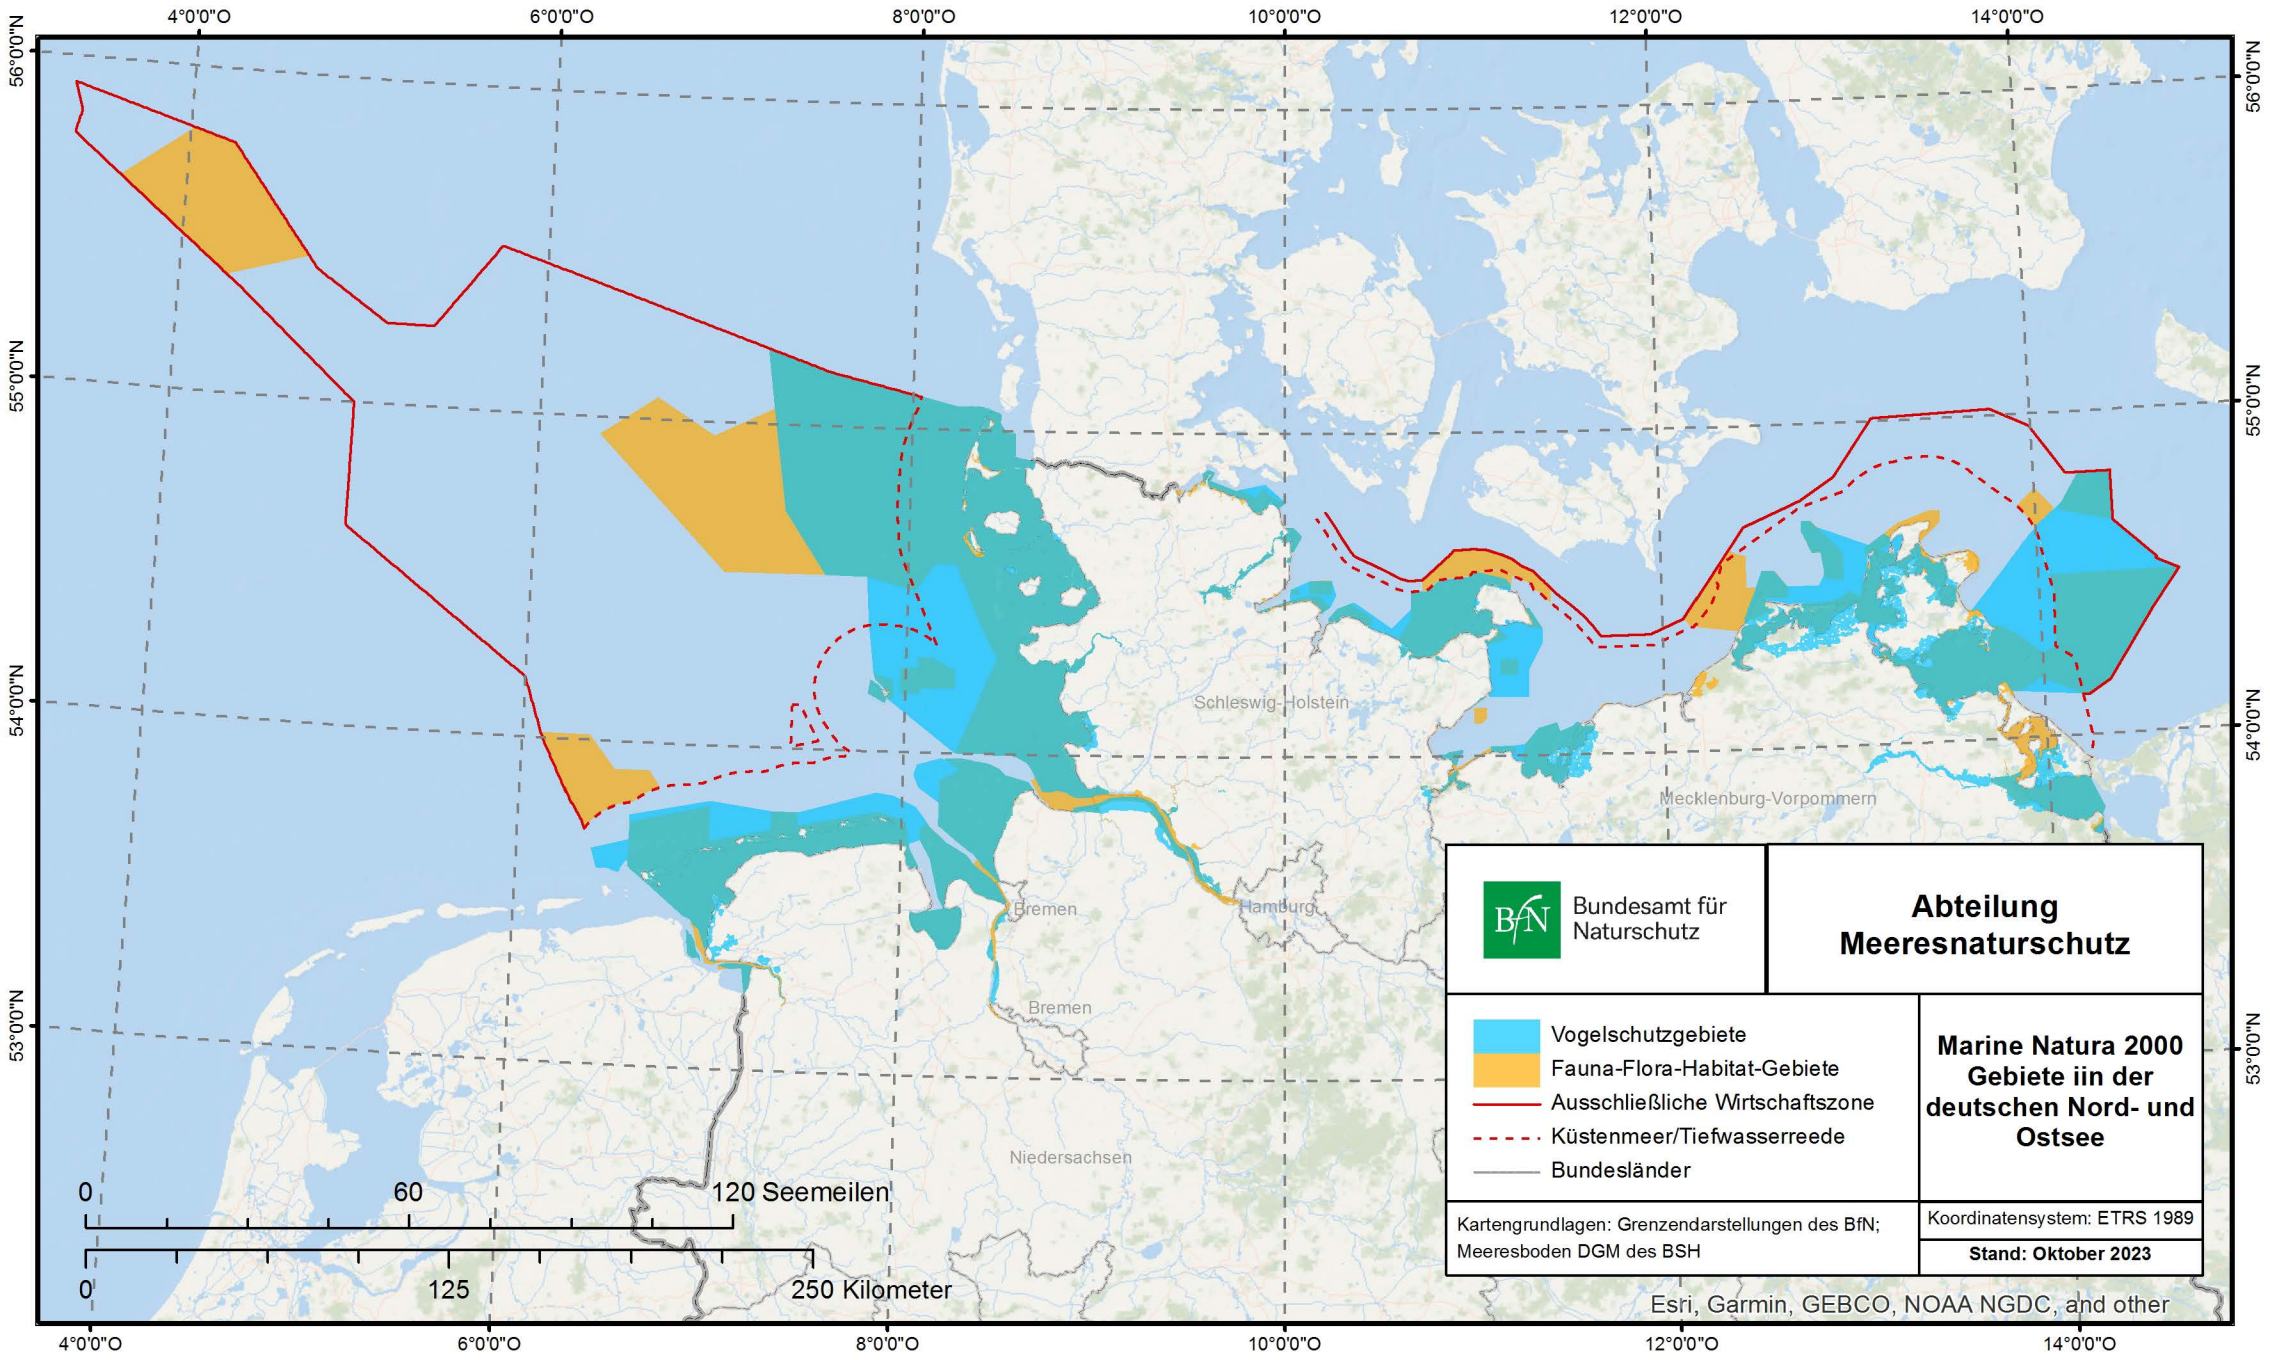 4°0'0"O 6°0'0"O 8°0'0"O 10°0'0"O 12°0'0"O 14°0'0"O
56°0'0"N 56°0'0"N
55°0'0"N 55°0'0"N
54°0'0"N 54°0'0"N
53°0'0"N 53°0'0"N
Schleswig-Holstein
Mecklenburg-Vorpommern
Hamburg
Bremen
Bremen
Niedersachsen
0 60 120 Seemeilen
0 125 250 Kilometer
BfN
Bundesamt für
Naturschutz
Abteilung
Meeresnaturschutz
Vogelschutzgebiete
Fauna-Flora-Habitat-Gebiete
Ausschließliche Wirtschaftszone
Küstenmeer/Tiefwasserreede
Bundesländer
Marine Natura 2000
Gebiete iin der
deutschen Nord- und
Ostsee
Kartengrundlagen: Grenzendarstellungen des BfN;
Meeresboden DGM des BSH
Koordinatensystem: ETRS 1989
Stand: Oktober 2023
Esri, Garmin, GEBCO, NOAA NGDC, and other
4°0'0"O 6°0'0"O 8°0'0"O 10°0'0"O 12°0'0"O 14°0'0"O